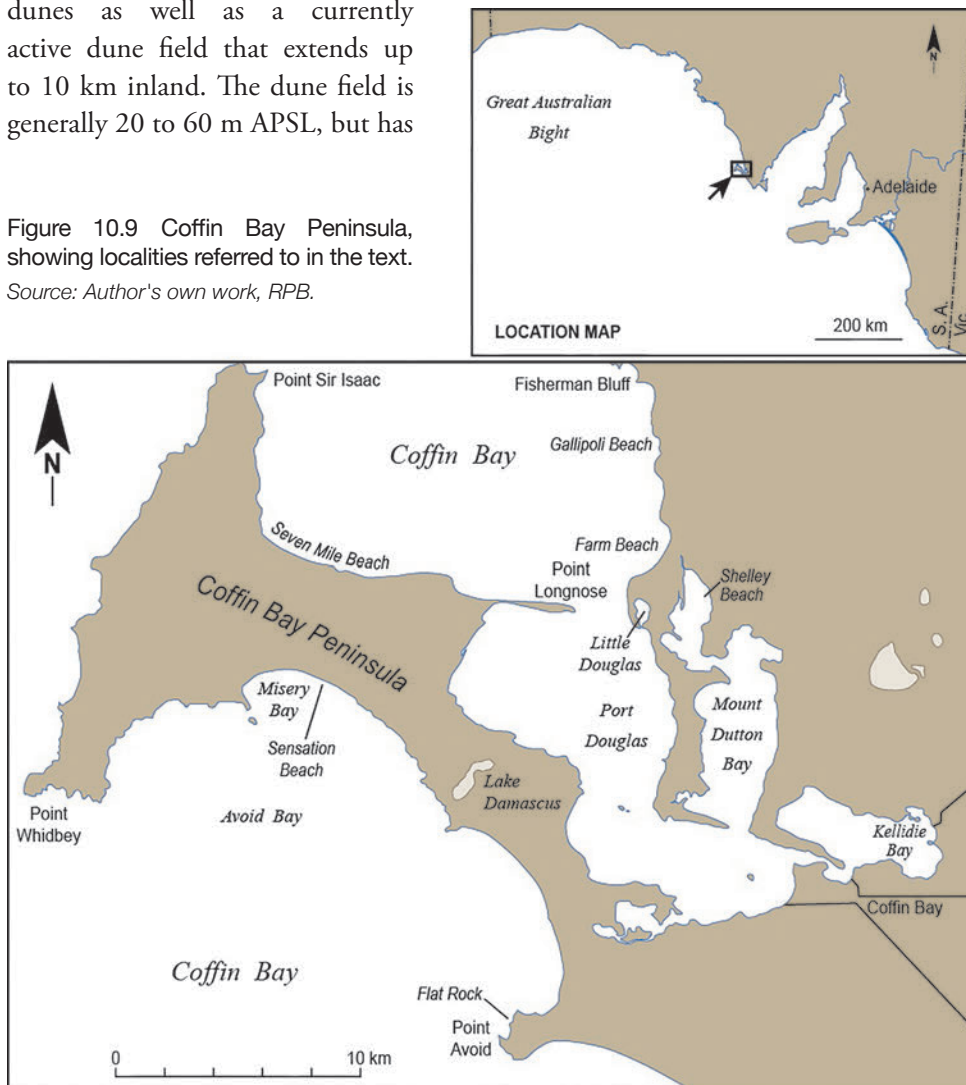 dunes as well as a currently
active dune field that extends up
to 10 km inland. The dune field is
generally 20 to 60 m APSL, but has
Figure 10.9 Coffin Bay Peninsula,
showing localities referred to in the text.
Source: Author's own work, RPB.
N
Great Australian
Bight
Adelaide
LOCATION MAP
200 km
S. A.
Vic.
N
Point Sir Isaac
Fisherman Bluff
Coffin Bay
Gallipoli Beach
Seven Mile Beach
Farm Beach
Point
Longnose
Shelley
Beach
Coffin Bay Peninsula
Little
Douglas
Misery
Bay
Sensation
Beach
Port
Douglas
Mount
Dutton
Bay
Lake
Damascus
Point
Whidbey
Avoid Bay
Kellidie
Bay
Coffin Bay
Coffin Bay
Flat Rock
Point
Avoid
0
10 km